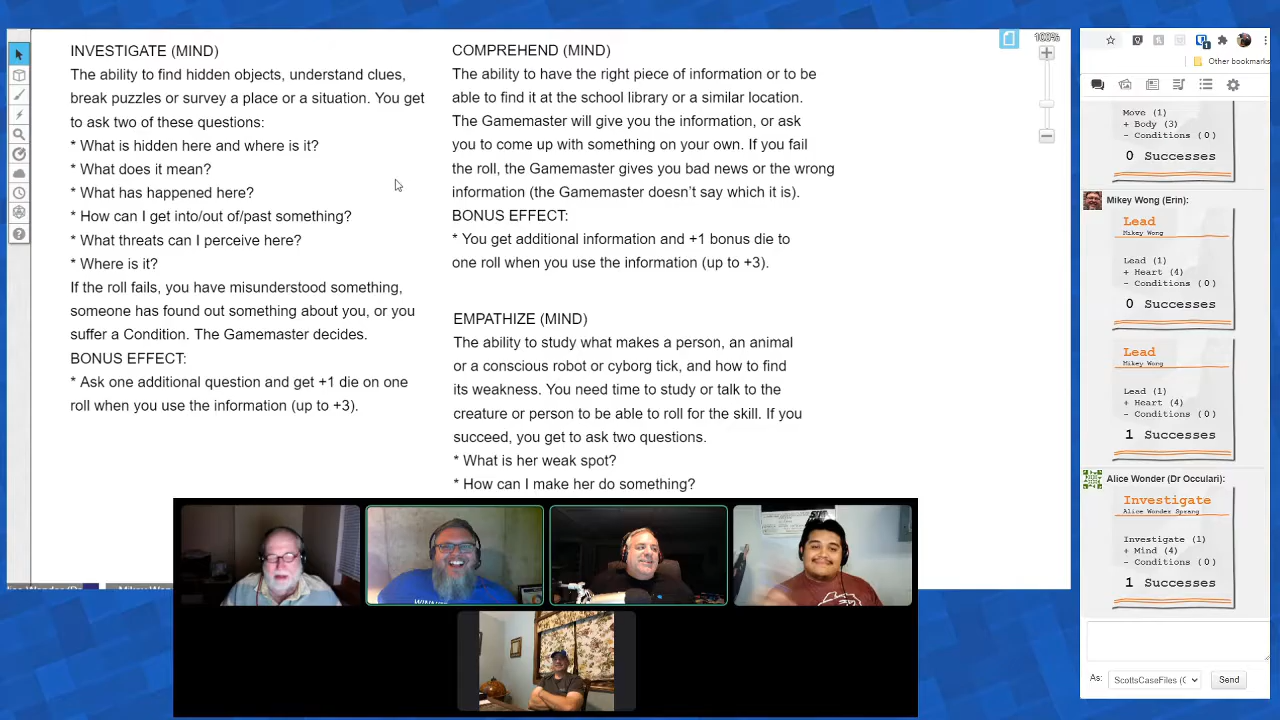 INVESTIGATE (MIND)
The ability to find hidden objects, understand clues,
break puzzles or survey a place or a situation. You get
to ask two of these questions:
* What is hidden here and where is it?
* What does it mean?
* What has happened here?
* How can I get into/out of/past something?
* What threats can I perceive here?
* Where is it?
If the roll fails, you have misunderstood something,
someone has found out something about you, or you
suffer a Condition. The Gamemaster decides.
BONUS EFFECT:
* Ask one additional question and get +1 die on one
roll when you use the information (up to +3).
COMPREHEND (MIND)
The ability to have the right piece of information or to be
able to find it at the school library or a similar location.
The Gamemaster will give you the information, or ask
you to come up with something on your own. If you fail
the roll, the Gamemaster gives you bad news or the wrong
information (the Gamemaster doesn't say which it is).
BONUS EFFECT:
* You get additional information and +1 bonus die to
one roll when you use the information (up to +3).
EMPATHIZE (MIND)
The ability to study what makes a person, an animal
or a conscious robot or cyborg tick, and how to find
its weakness. You need time to study or talk to the
creature or person to be able to roll for the skill. If you
succeed, you get to ask two questions.
* What is her weak spot?
* How can I make her do something?
100%
Other bookmarks
Move (1)
+ Body (3)
- Conditions (0)
0 Successes
Mikey Wong (Erin):
Lead
Mikey Wong
Lead (1)
+ Heart (4)
- Conditions (0)
0 Successes
Lead
Mikey Wong
Lead (1)
+ Heart (4)
- Conditions (0)
1 Successes
Alice Wonder (Dr Occulari):
Investigate
Alice Wonder Sprang
Investigate (1)
+ Mind (4)
- Conditions (0)
1 Successes
As:
ScottsCaseFiles (
Send